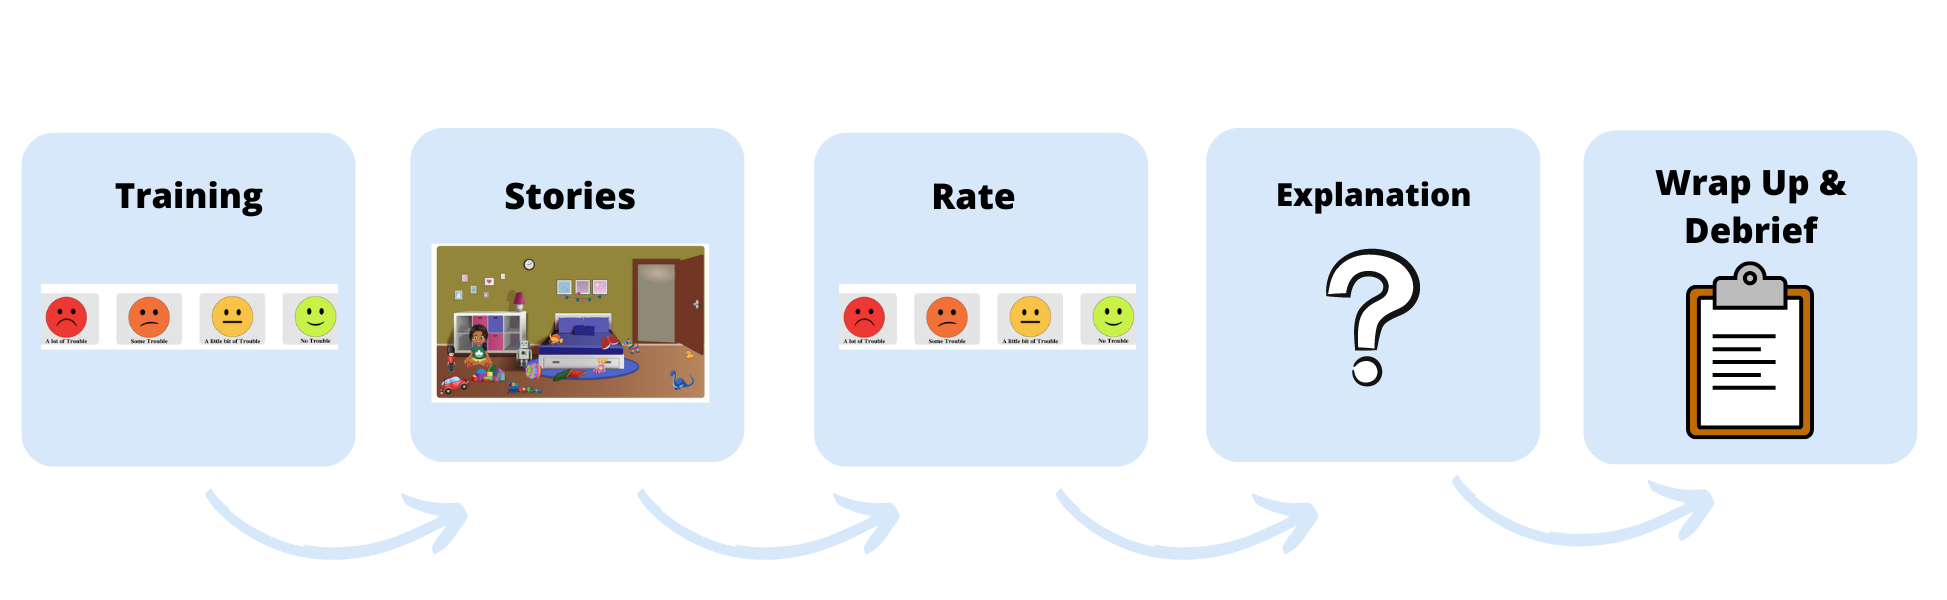 Training
A lot of Trouble
Some Trouble
A little bit of Trouble
No Trouble
Stories
Rate
A lot of Trouble
Some Trouble
A little bit of Trouble
No Trouble
Explanation
Wrap Up &
Debrief